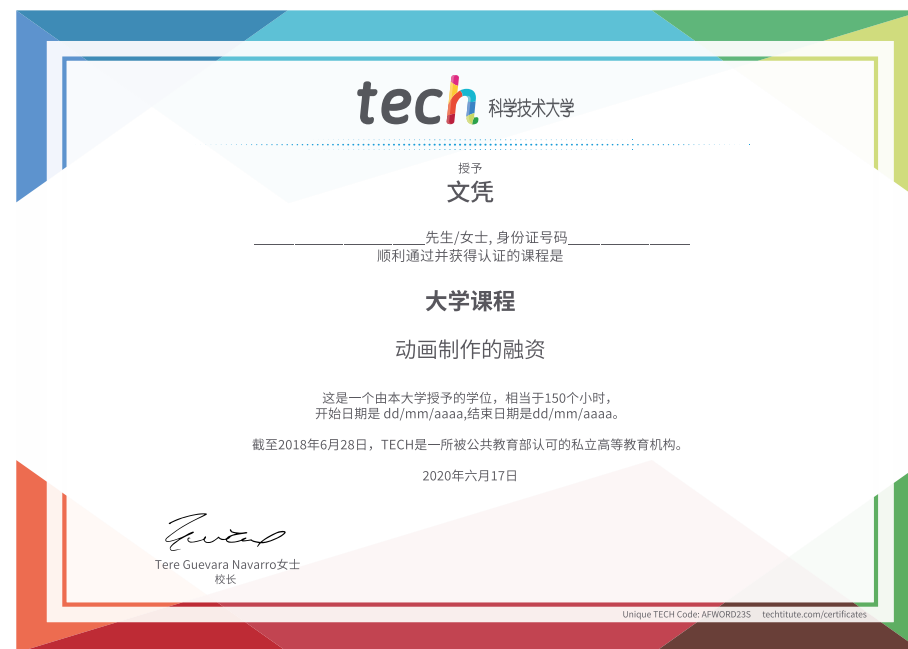 tech 科学技术大学
授予
文凭
先生/女士, 身份证号码
顺利通过并获得认证的课程是
大学课程
动画制作的融资
这是一个由本大学授予的学位，相当于150个小时，
开始日期是 dd/mm/aaaa,结束日期是dd/mm/aaaa。
截至2018年6月28日，TECH是一所被公共教育部认可的私立高等教育机构。
2020年六月17日
Tere Guevara Navarro女士
校长
Unique TECH Code: AFWORD23S techtitute.com/certificates